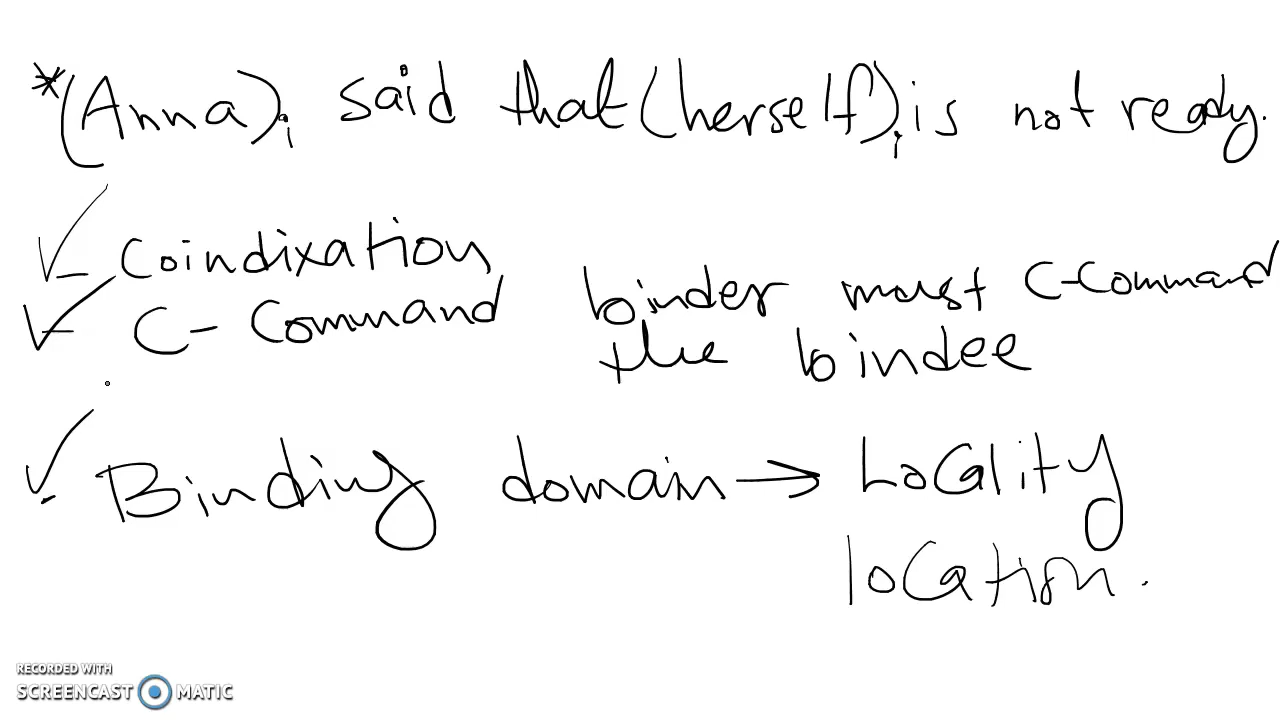 *(Anna)i said that (herself)i is not ready.
- Coindixation
- C-Command binder must C-Command
the bindee
- Binding domain → Locality
location.
RECORDED WITH
SCREENCAST MATIC